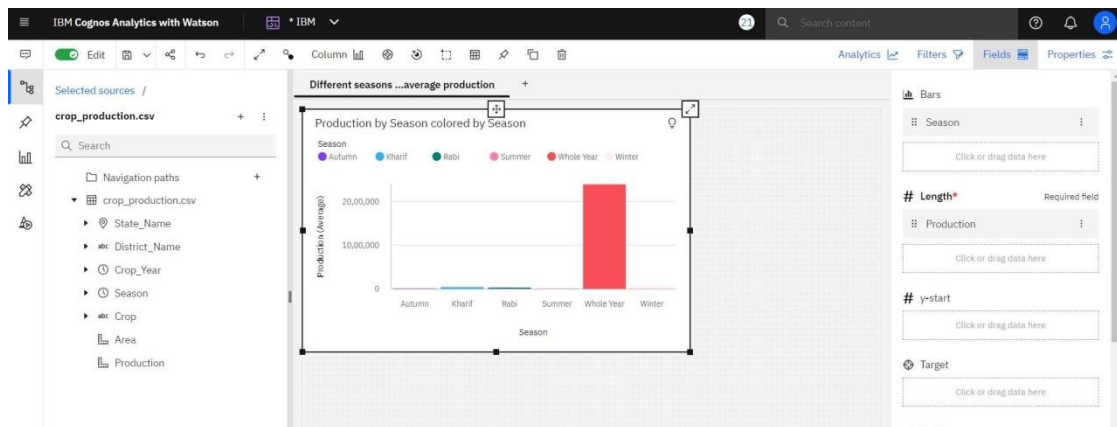 IBM Cognos Analytics with Watson
* IBM
21
Search content
Edit
Column
Analytics
Filters
Fields
Properties
Selected sources /
crop_production.csv
Search
Navigation paths
crop_production.csv
State_Name
abc District_Name
Crop_Year
Season
abc Crop
Area
Production
Different seasons ...average production
Production by Season colored by Season
Season
Autumn Kharif Rabi Summer Whole Year Winter
Production (Average)
20,00,000
10,00,000
0
Autumn Kharif Rabi Summer Whole Year Winter
Season
Bars
Season
Click or drag data here
# Length* Required field
Production
Click or drag data here
# y-start
Click or drag data here
Target
Click or drag data here